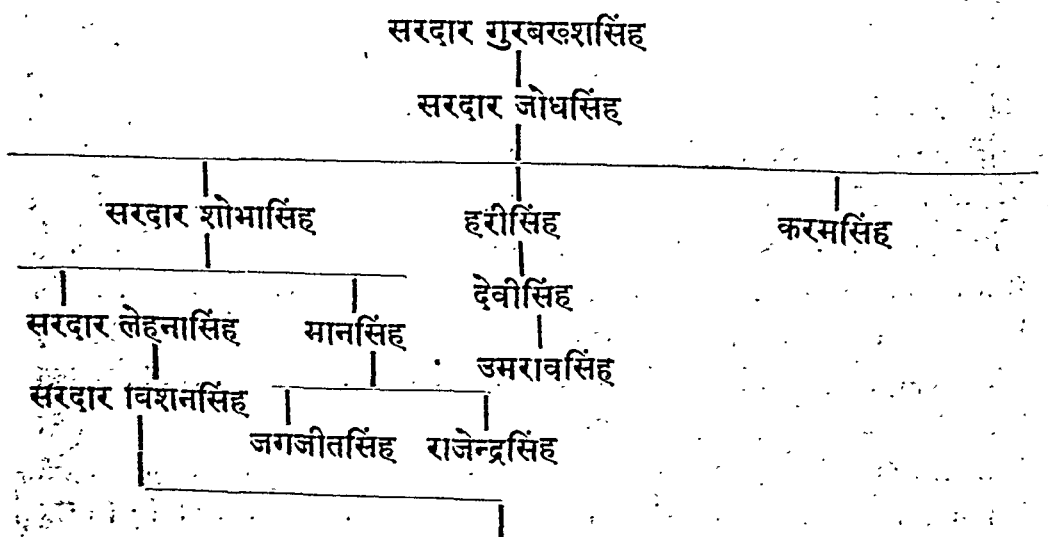 सरदार गुरबख्शसिंह
सरदार जोधसिंह
सरदार शोभासिंह हरीसिंह करमसिंह
देवीसिंह
सरदार लेहनासिंह मानसिंह
उमरावसिंह
सरदार विशनसिंह
जगजीतसिंह राजेन्द्रसिंह